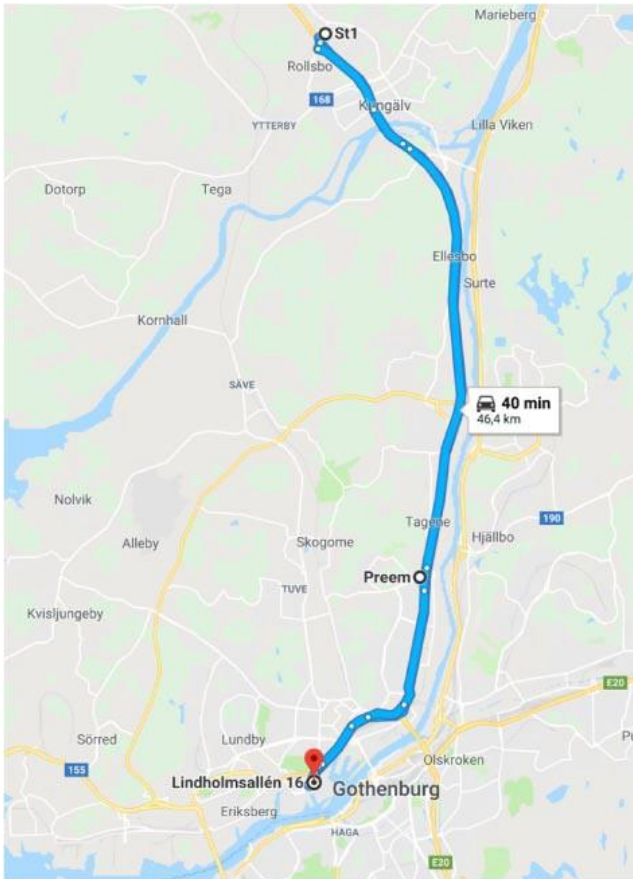 Marieberg
St1
Rollsbo
168
Kungälv
YTTERBY
Lilla Viken
Dotorp
Tega
Ellesbo
Surte
Kornhall
SÄVE
40 min
46,4 km
Nolvik
190
Tagene
Alleby
Skogome
Hjällbo
Preem
TUVE
Kvisljungeby
E20
Sörred
Lundby
Olskroken
155
Lindholmsallén 16
Gothenburg
Eriksberg
HAGA
E20